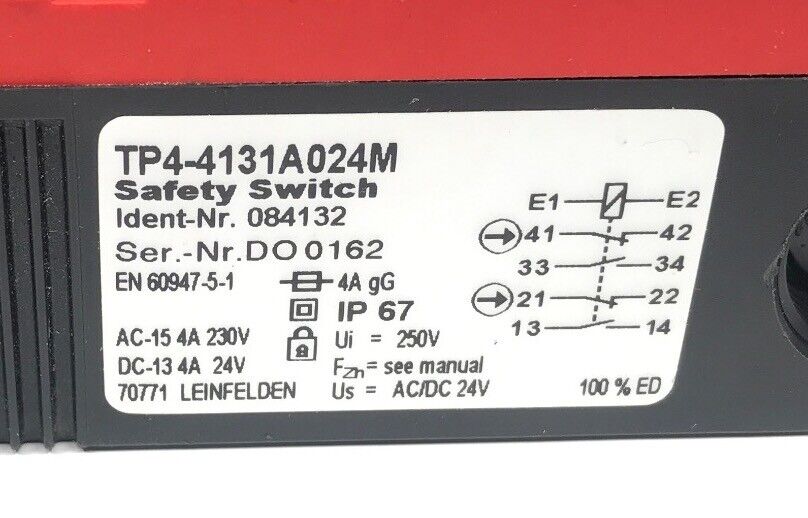 TP4-4131A024M
Safety Switch
Ident-Nr. 084132
Ser.-Nr.DO 0162
EN 60947-5-1 4A gG
IP 67
AC-15 4A 230V Ui = 250V
DC-13 4A 24V Fzh= see manual
70771 LEINFELDEN Us = AC/DC 24V
E1 E2
41 42
33 34
21 22
13 14
100 % ED